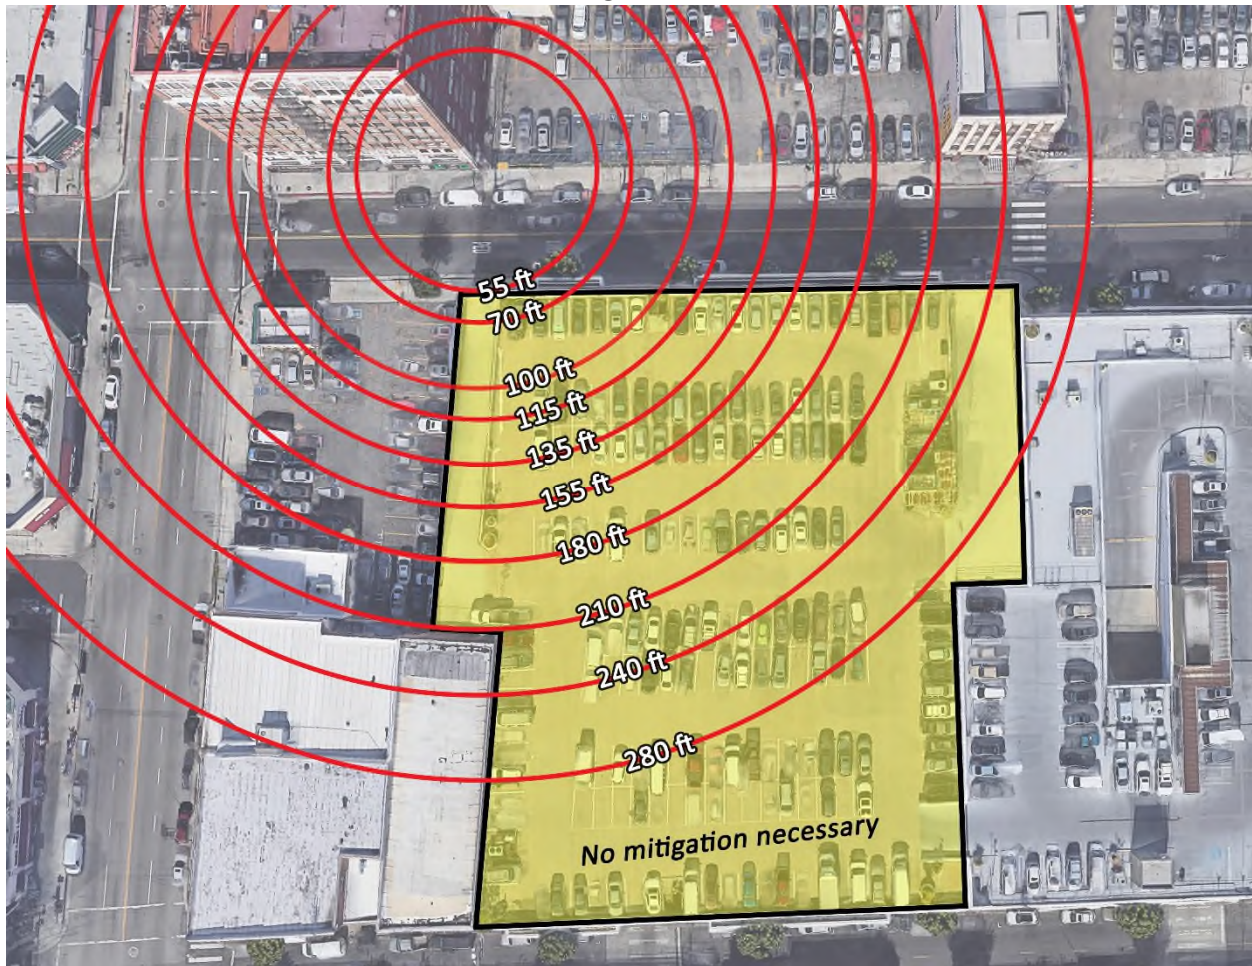 55 ft
70 ft
100 ft
115 ft
135 ft
155 ft
180 ft
210 ft
240 ft
280 ft
No mitigation necessary